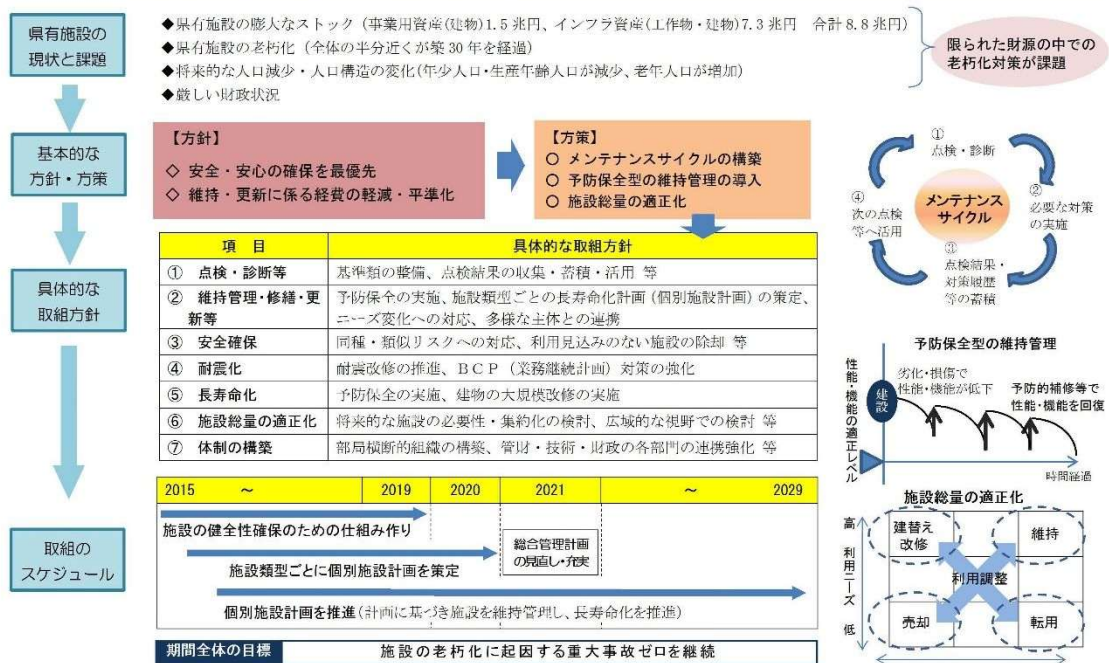 県有施設の
現状と課題
◆県有施設の膨大なストック（事業用資産(建物)1.5 兆円、インフラ資産(工作物・建物)7.3 兆円　合計 8.8 兆円）
◆県有施設の老朽化（全体の半分近くが築 30 年を経過）
◆将来的な人口減少・人口構造の変化(年少人口・生産年齢人口が減少、老年人口が増加)
◆厳しい財政状況
限られた財源の中での
老朽化対策が課題
基本的な
方針・方策
【方針】
◇ 安全・安心の確保を最優先
◇ 維持・更新に係る経費の軽減・平準化
【方策】
○ メンテナンスサイクルの構築
○ 予防保全型の維持管理の導入
○ 施設総量の適正化
①
点検・診断
②
必要な対策
の実施
③
点検結果・
対策履歴
等の蓄積
④
次の点検
等へ活用
メンテナンス
サイクル
具体的な
取組方針
項　目　具体的な取組方針
① 点検・診断等　基準類の整備、点検結果の収集・蓄積・活用 等
② 維持管理・修繕・更　予防保全の実施、施設類型ごとの長寿命化計画（個別施設計画）の策定、
新等　ニーズ変化への対応、多様な主体との連携
③ 安全確保　同種・類似リスクへの対応、利用見込みのない施設の除却 等
④ 耐震化　耐震改修の推進、ＢＣＰ（業務継続計画）対策の強化
⑤ 長寿命化　予防保全の実施、建物の大規模改修の実施
⑥ 施設総量の適正化　将来的な施設の必要性・集約化の検討、広域的な視野での検討 等
⑦ 体制の構築　部局横断的組織の構築、管財・技術・財政の各部門の連携強化 等
予防保全型の維持管理
性能・機能の適正レベル
建設
劣化・損傷で
性能・機能が低下
予防的補修等で
性能・機能を回復
時間経過
取組の
スケジュール
2015　～　2019　2020　2021　～　2029
施設の健全性確保のための仕組み作り
施設類型ごとに個別施設計画を策定
総合管理計画
の見直し・充実
個別施設計画を推進(計画に基づき施設を維持管理し、長寿命化を推進)
期間全体の目標　施設の老朽化に起因する重大事故ゼロを継続
施設総量の適正化
高　利用ニーズ　低
建替え
改修
維持
利用調整
売却
転用